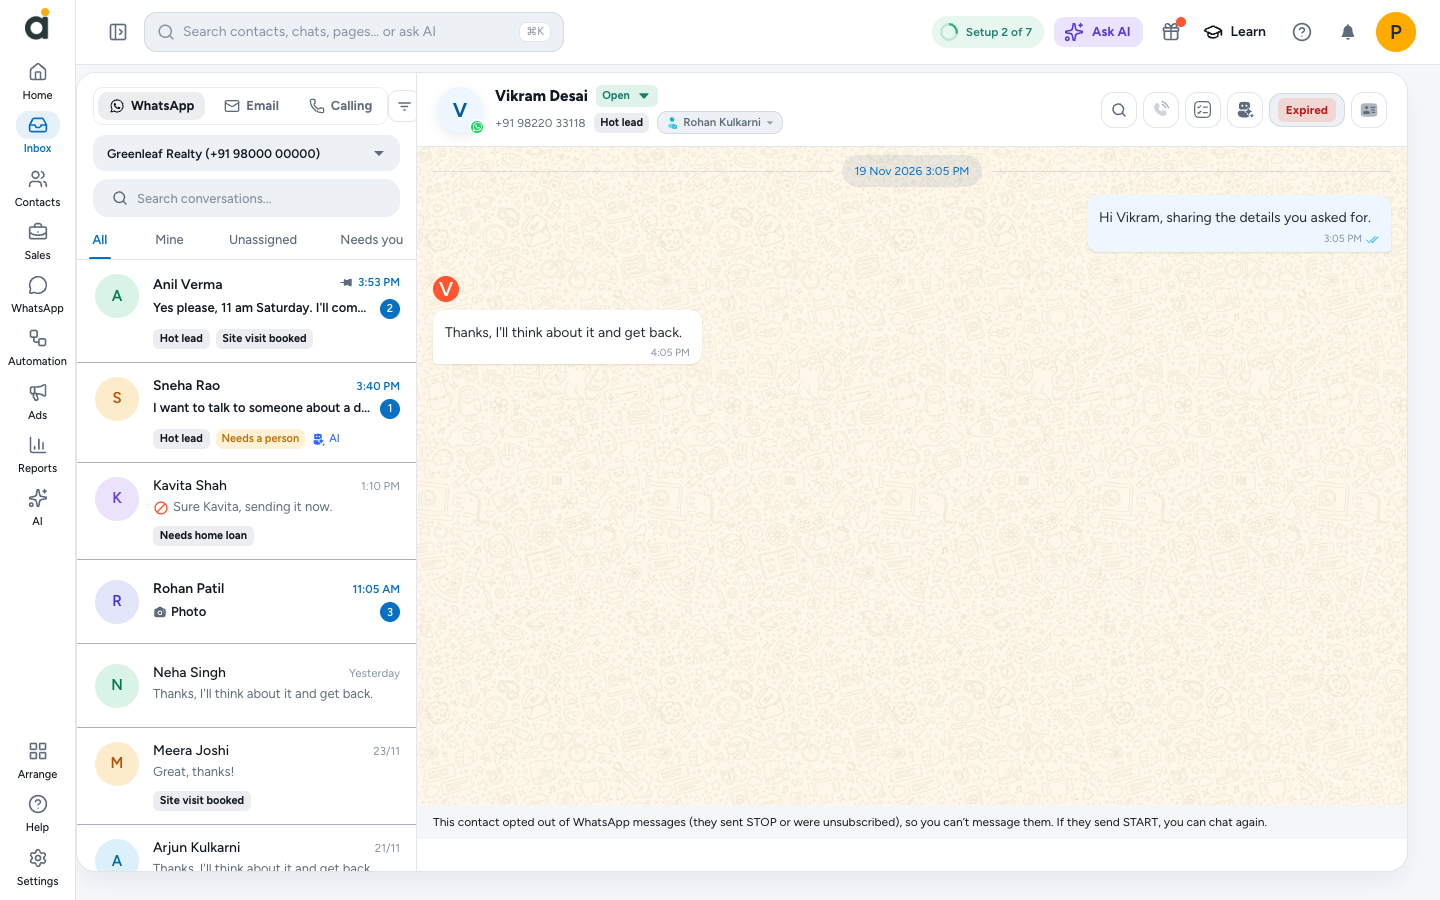 Search contacts, chats, pages... or ask AI
⌘K
Setup 2 of 7
Ask AI
Learn
P
Home
Inbox
Contacts
Sales
WhatsApp
Automation
Ads
Reports
AI
Arrange
Help
Settings
WhatsApp
Email
Calling
Greenleaf Realty (+91 98000 00000)
Search conversations...
All
Mine
Unassigned
Needs you
A
Anil Verma
3:53 PM
Yes please, 11 am Saturday. I'll com...
2
Hot lead
Site visit booked
S
Sneha Rao
3:40 PM
I want to talk to someone about a d...
1
Hot lead
Needs a person
AI
K
Kavita Shah
1:10 PM
Sure Kavita, sending it now.
Needs home loan
R
Rohan Patil
11:05 AM
Photo
3
N
Neha Singh
Yesterday
Thanks, I'll think about it and get back.
M
Meera Joshi
23/11
Great, thanks!
Site visit booked
A
Arjun Kulkarni
21/11
Thanks, I'll think about it and get back.
V
Vikram Desai
Open
+91 98220 33118
Hot lead
Rohan Kulkarni
Expired
19 Nov 2026 3:05 PM
Hi Vikram, sharing the details you asked for.
3:05 PM
V
Thanks, I'll think about it and get back.
4:05 PM
This contact opted out of WhatsApp messages (they sent STOP or were unsubscribed), so you can't message them. If they send START, you can chat again.